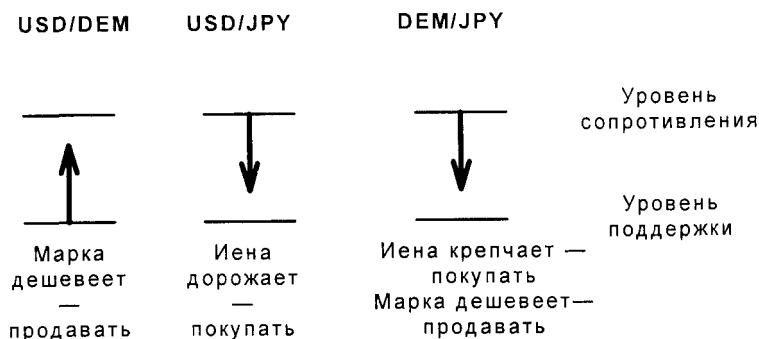 USD/DEM
USD/JPY
DEM/JPY
Уровень
сопротивления
Уровень
поддержки
Марка
дешевеет
—
продавать
Иена
дорожает
—
покупать
Иена крепчает —
покупать
Марка дешевеет—
продавать